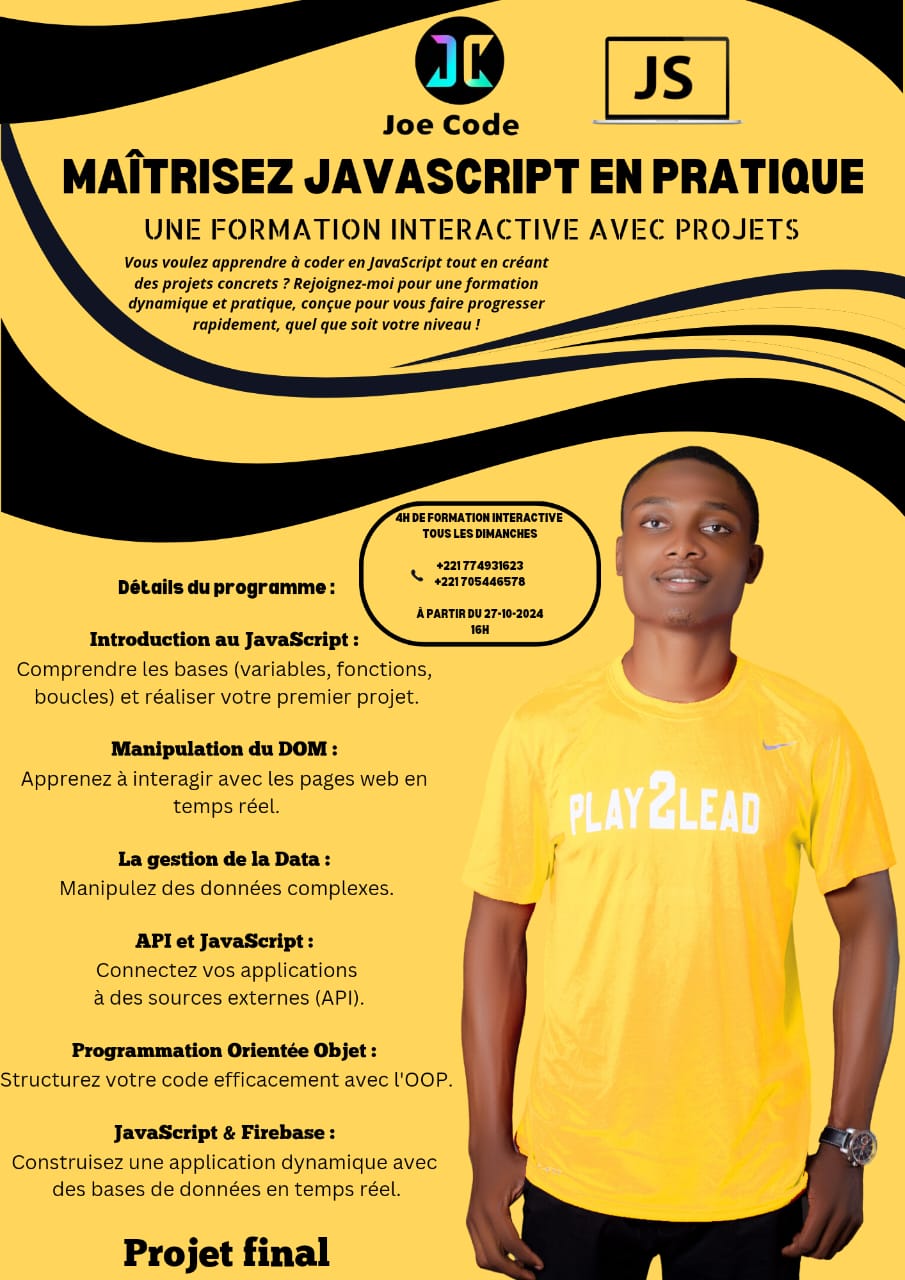 JC
Joe Code
JS
MAÎTRISEZ JAVASCRIPT EN PRATIQUE
UNE FORMATION INTERACTIVE AVEC PROJETS
Vous voulez apprendre à coder en JavaScript tout en créant
des projets concrets ? Rejoignez-moi pour une formation
dynamique et pratique, conçue pour vous faire progresser
rapidement, quel que soit votre niveau !
4H DE FORMATION INTERACTIVE
TOUS LES DIMANCHES
+221 774931623
+221 705446578
À PARTIR DU 27-10-2024
16H
Détails du programme :
Introduction au JavaScript :
Comprendre les bases (variables, fonctions,
boucles) et réaliser votre premier projet.
Manipulation du DOM :
Apprenez à interagir avec les pages web en
temps réel.
La gestion de la Data :
Manipulez des données complexes.
API et JavaScript :
Connectez vos applications
à des sources externes (API).
Programmation Orientée Objet :
Structurez votre code efficacement avec l'OOP.
JavaScript & Firebase :
Construisez une application dynamique avec
des bases de données en temps réel.
Projet final
PLAY2LEAD